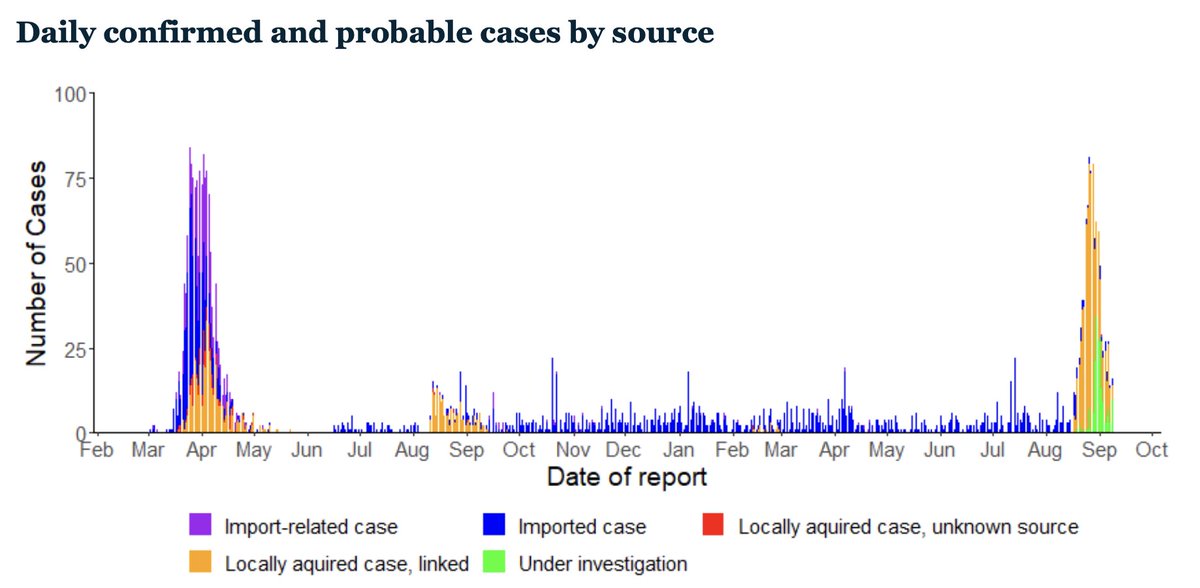 Daily confirmed and probable cases by source
100
75
50
25
0
Number of Cases
Feb Mar Apr May Jun Jul Aug Sep Oct Nov Dec Jan Feb Mar Apr May Jun Jul Aug Sep Oct
Date of report
Import-related case Imported case Locally aquired case, unknown source
Locally aquired case, linked Under investigation